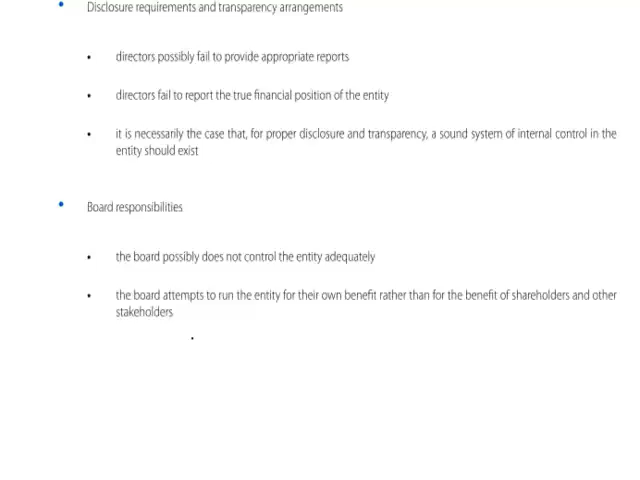 • Disclosure requirements and transparency arrangements
• directors possibly fail to provide appropriate reports
• directors fail to report the true financial position of the entity
• it is necessarily the case that, for proper disclosure and transparency, a sound system of internal control in the
entity should exist
• Board responsibilities
• the board possibly does not control the entity adequately
• the board attempts to run the entity for their own benefit rather than for the benefit of shareholders and other
stakeholders
•